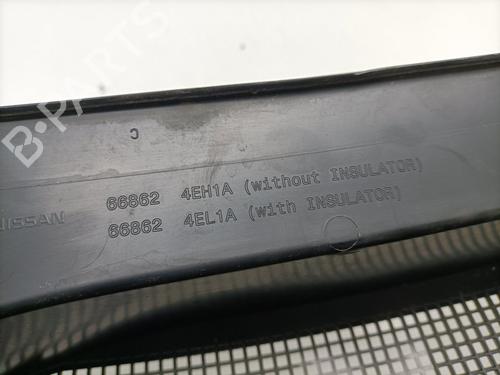 B-PARTS
C
NISSAN 66862 4EH1A (without INSULATOR)
66862 4EL1A (with INSULATOR)